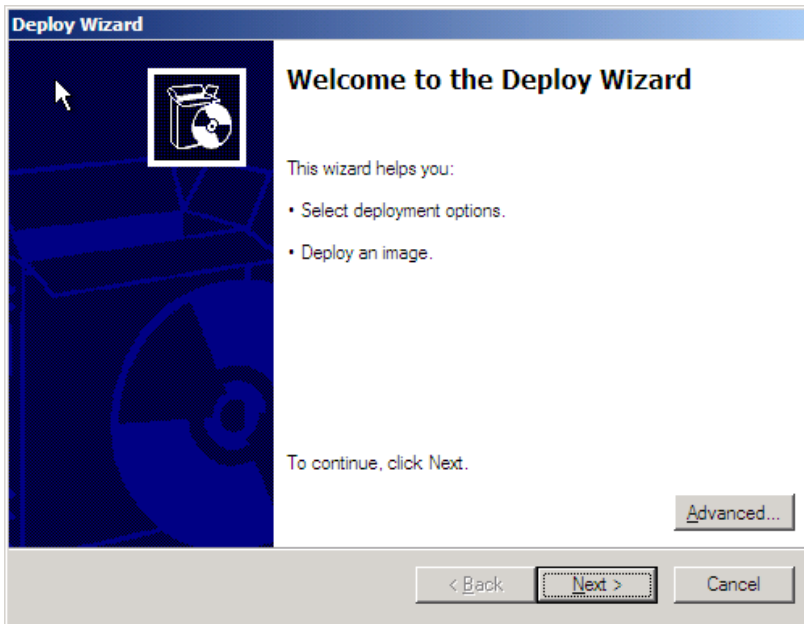 Deploy Wizard
Welcome to the Deploy Wizard
This wizard helps you:
• Select deployment options.
• Deploy an image.
To continue, click Next.
Advanced...
< Back
Next >
Cancel